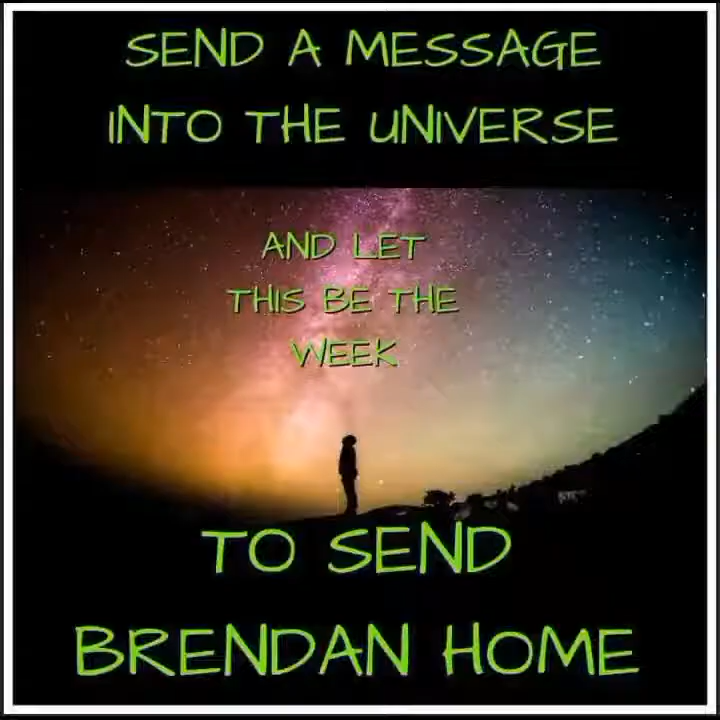 SEND A MESSAGE
INTO THE UNIVERSE
AND LET
THIS BE THE
WEEK
TO SEND
BRENDAN HOME